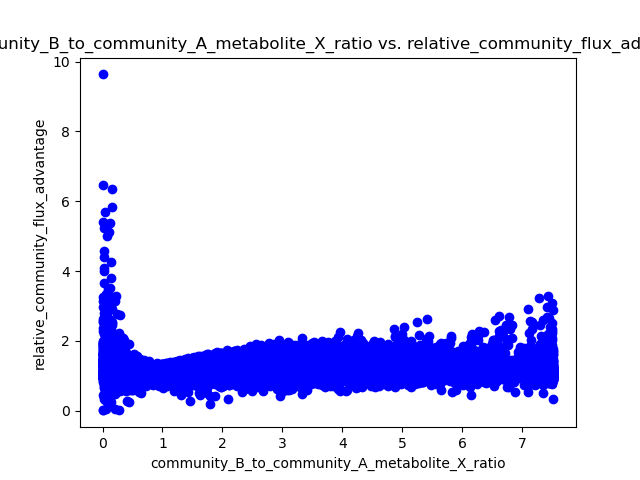 unity_B_to_community_A_metabolite_X_ratio vs. relative_community_flux_ad
10
8
6
4
2
0
relative_community_flux_advantage
0 1 2 3 4 5 6 7
community_B_to_community_A_metabolite_X_ratio